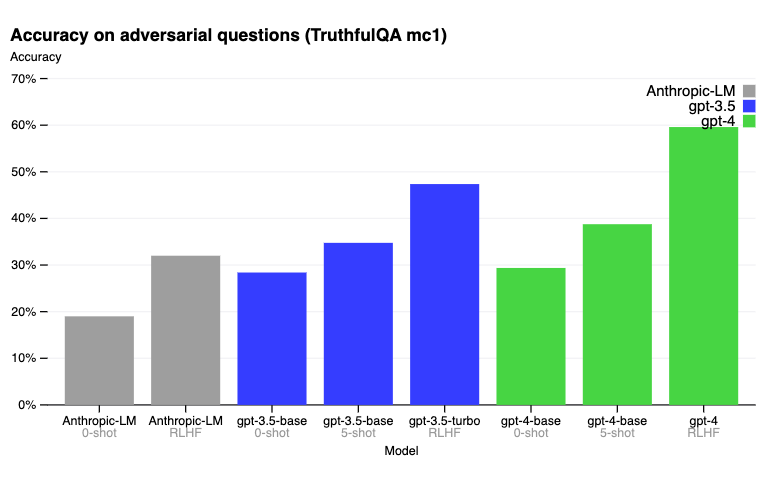 Accuracy on adversarial questions (TruthfulQA mc1)
Accuracy
70%
Anthropic-LM
gpt-3.5
gpt-4
60%
50%
40%
30%
20%
10%
0%
Anthropic-LM Anthropic-LM gpt-3.5-base gpt-3.5-base gpt-3.5-turbo gpt-4-base gpt-4-base gpt-4
0-shot RLHF 0-shot 5-shot RLHF 0-shot 5-shot RLHF
Model